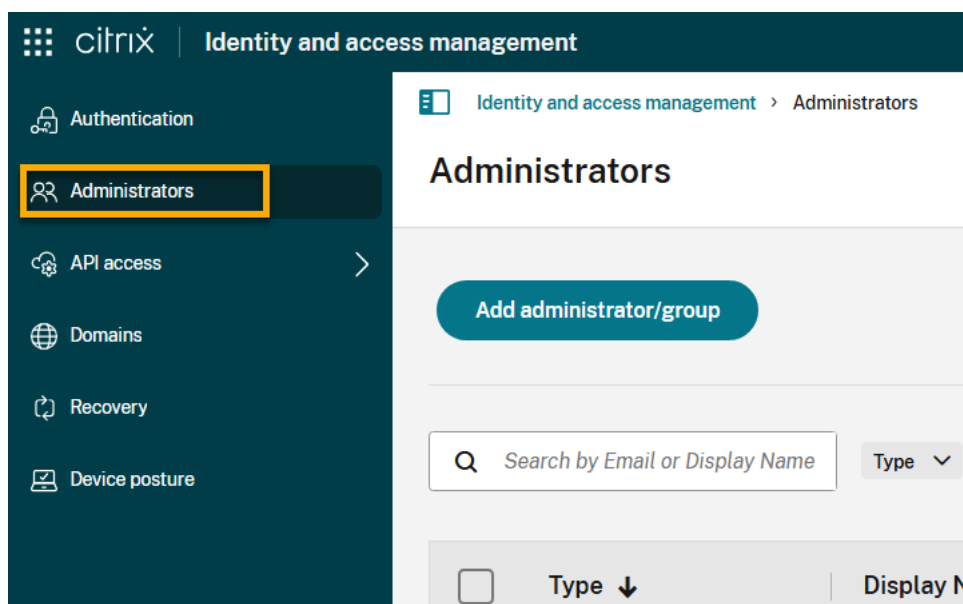 citrix Identity and access management
Authentication
Administrators
API access
Domains
Recovery
Device posture
Identity and access management > Administrators
Administrators
Add administrator/group
Search by Email or Display Name Type
Type ↓ Display